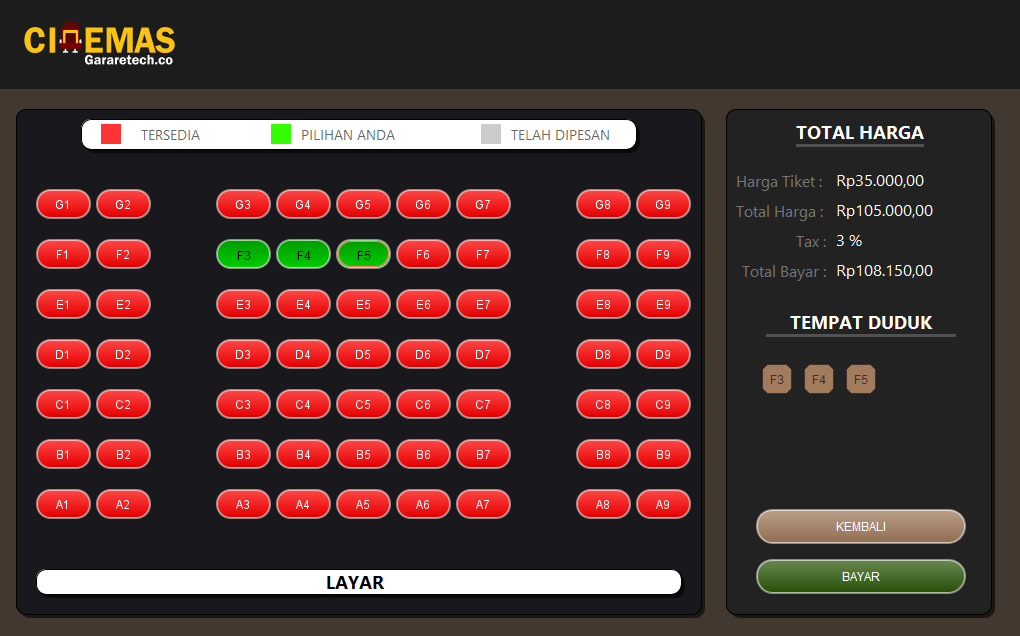 CINEMAS
Gararetech.co
TERSEDIA PILIHAN ANDA TELAH DIPESAN
G1 G2 G3 G4 G5 G6 G7 G8 G9
F1 F2 F3 F4 F5 F6 F7 F8 F9
E1 E2 E3 E4 E5 E6 E7 E8 E9
D1 D2 D3 D4 D5 D6 D7 D8 D9
C1 C2 C3 C4 C5 C6 C7 C8 C9
B1 B2 B3 B4 B5 B6 B7 B8 B9
A1 A2 A3 A4 A5 A6 A7 A8 A9
LAYAR
TOTAL HARGA
Harga Tiket : Rp35.000,00
Total Harga : Rp105.000,00
Tax : 3 %
Total Bayar : Rp108.150,00
TEMPAT DUDUK
F3 F4 F5
KEMBALI
BAYAR